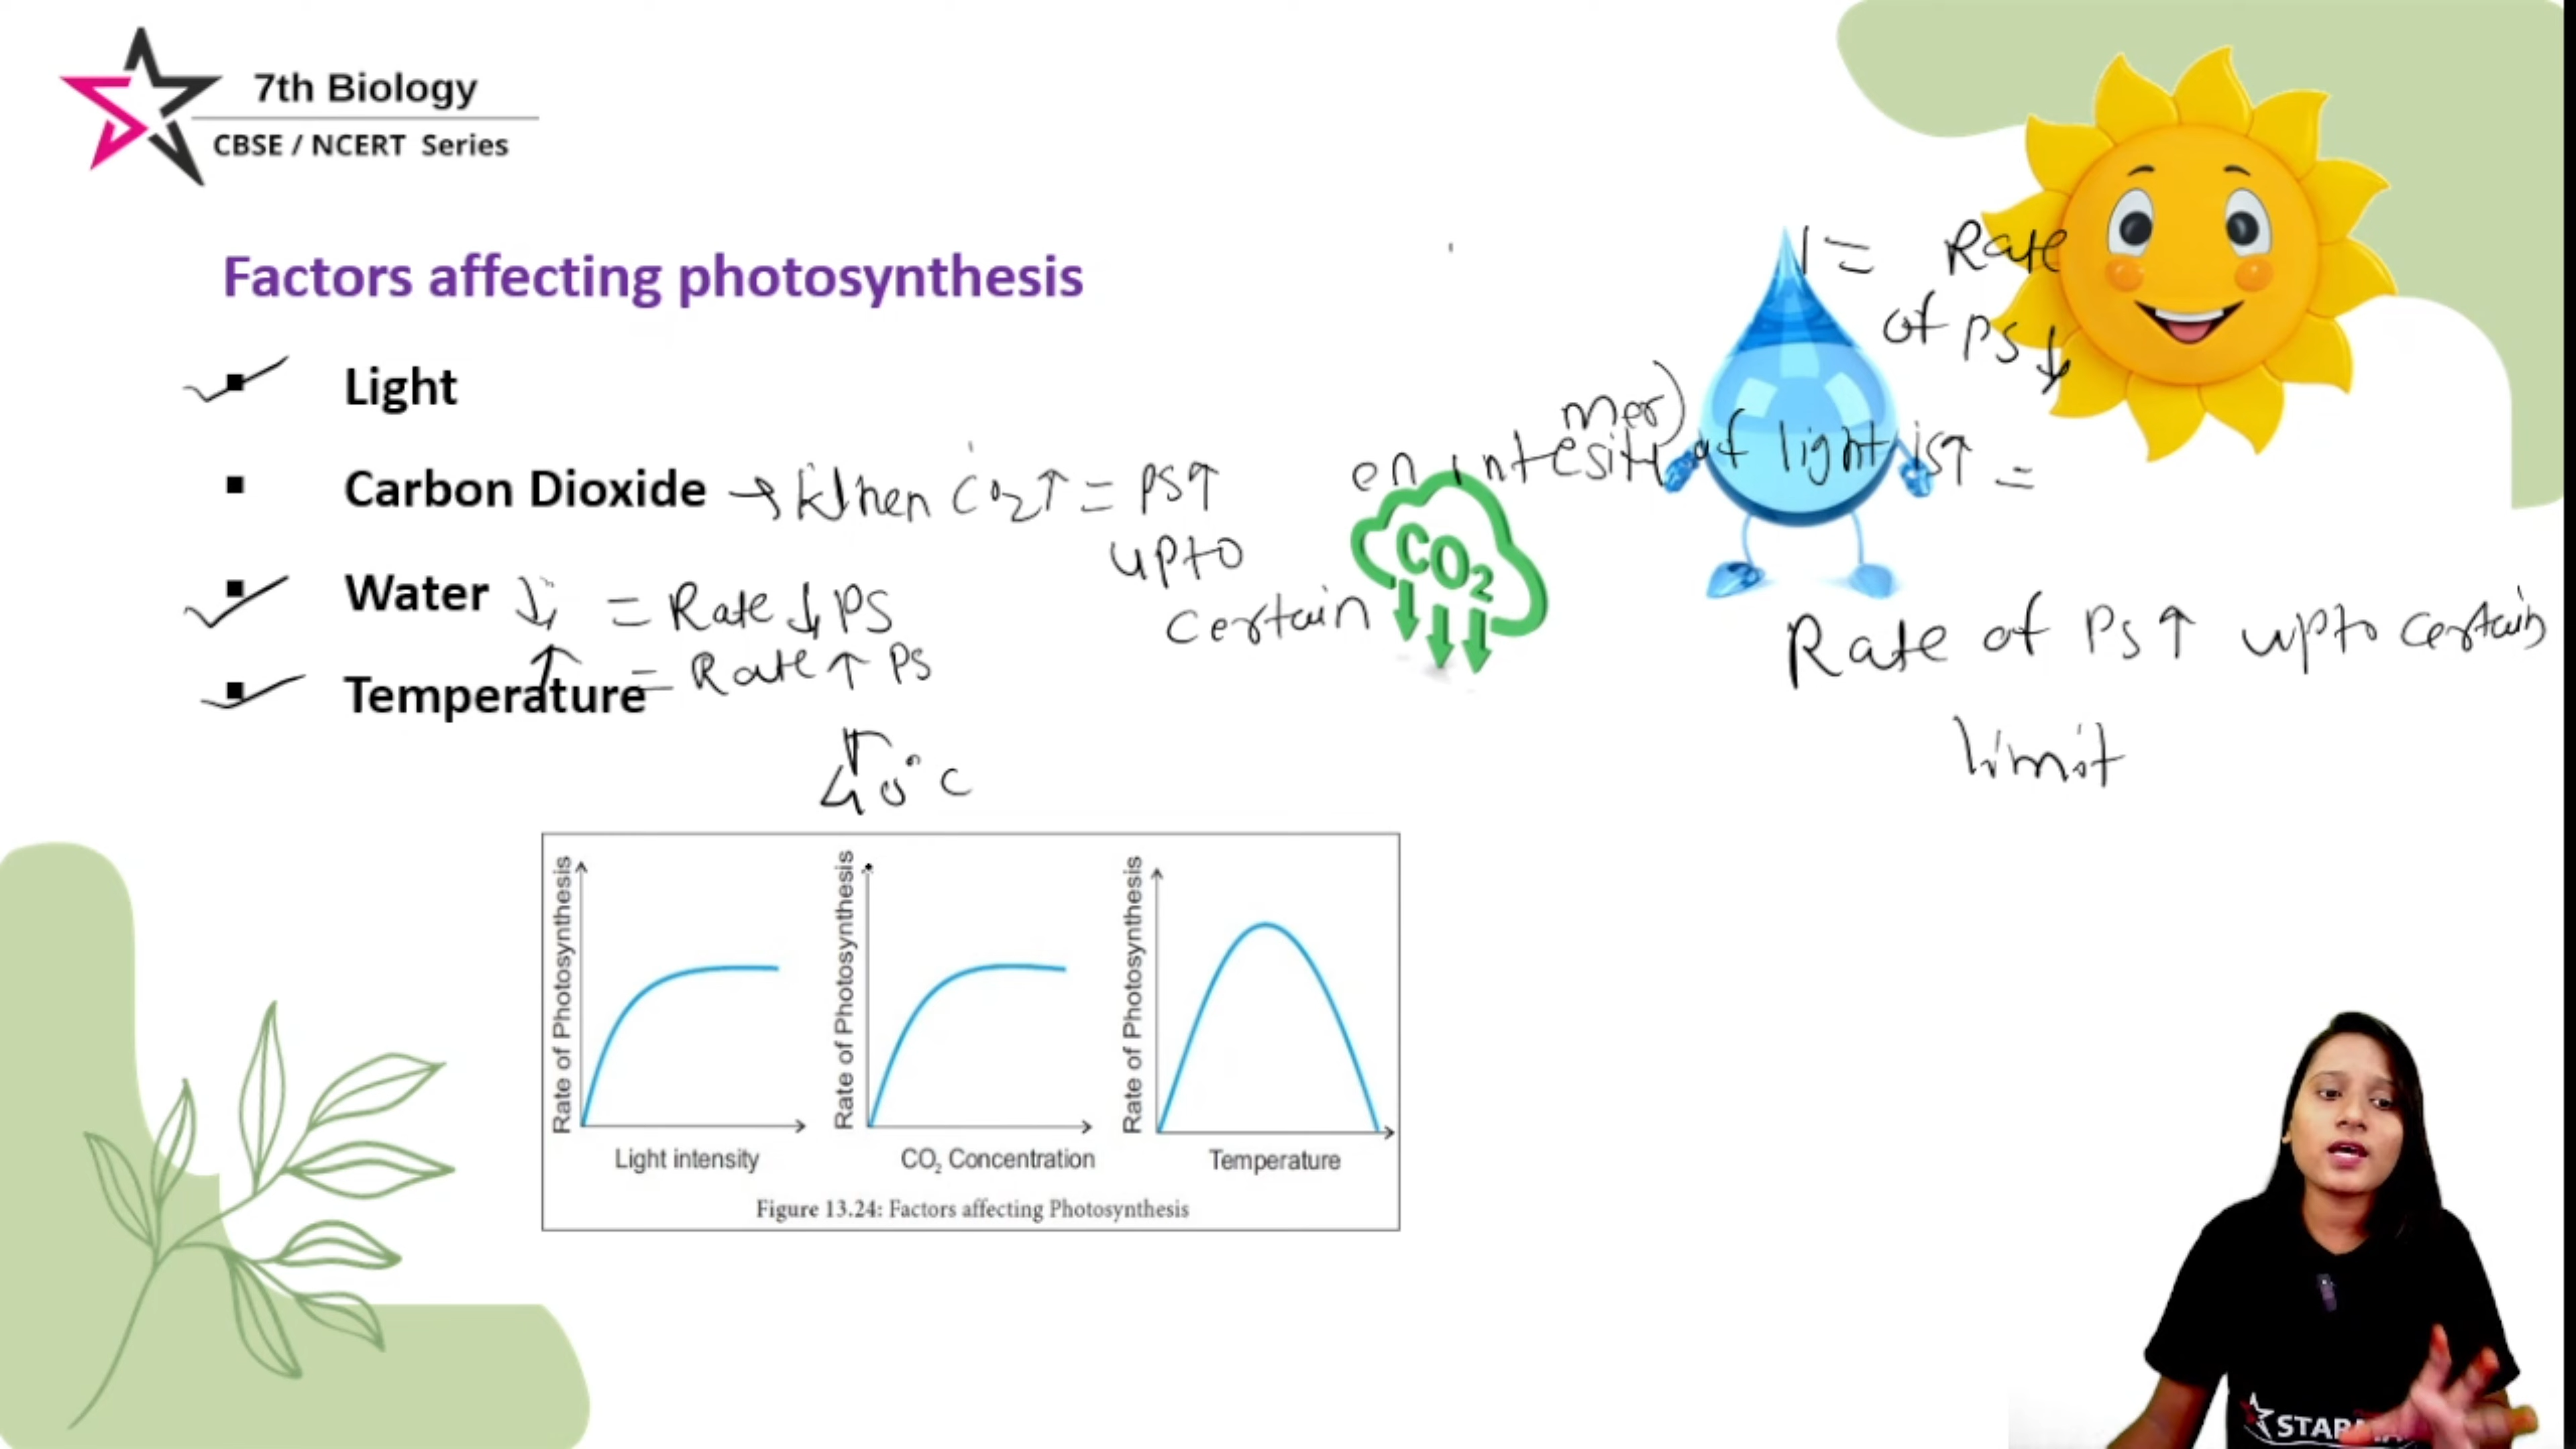 7th Biology
CBSE / NCERT Series
Factors affecting photosynthesis
= Rate
of PS ↓
▪ Light
mer)
▪ Carbon Dioxide → When CO2 ↑ = PS ↑
intesity of light is ↑ =
upto
certain
CO2
▪ Water ↓ = Rate ↓ PS
↑ = Rate ↑ PS
▪ Temperature
Rate of PS ↑ upto certain
limit
40°C
Rate of Photosynthesis
Light intensity
Rate of Photosynthesis
CO2 Concentration
Rate of Photosynthesis
Temperature
Figure 13.24: Factors affecting Photosynthesis